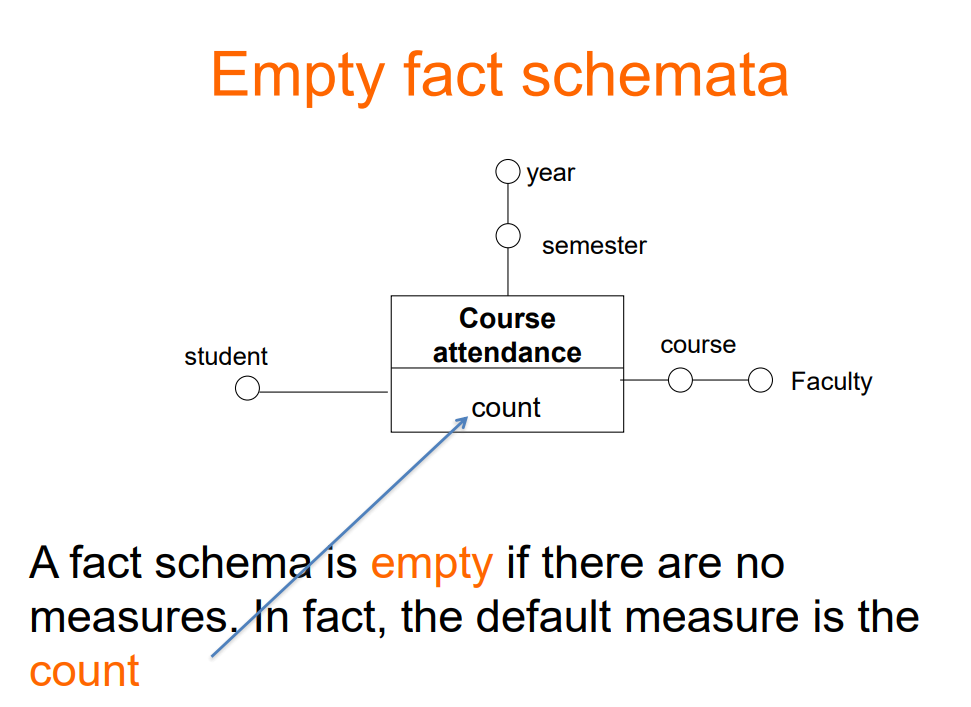 Empty fact schemata
year
semester
Course
attendance
student
course
Faculty
count
A fact schema is empty if there are no
measures. In fact, the default measure is the
count